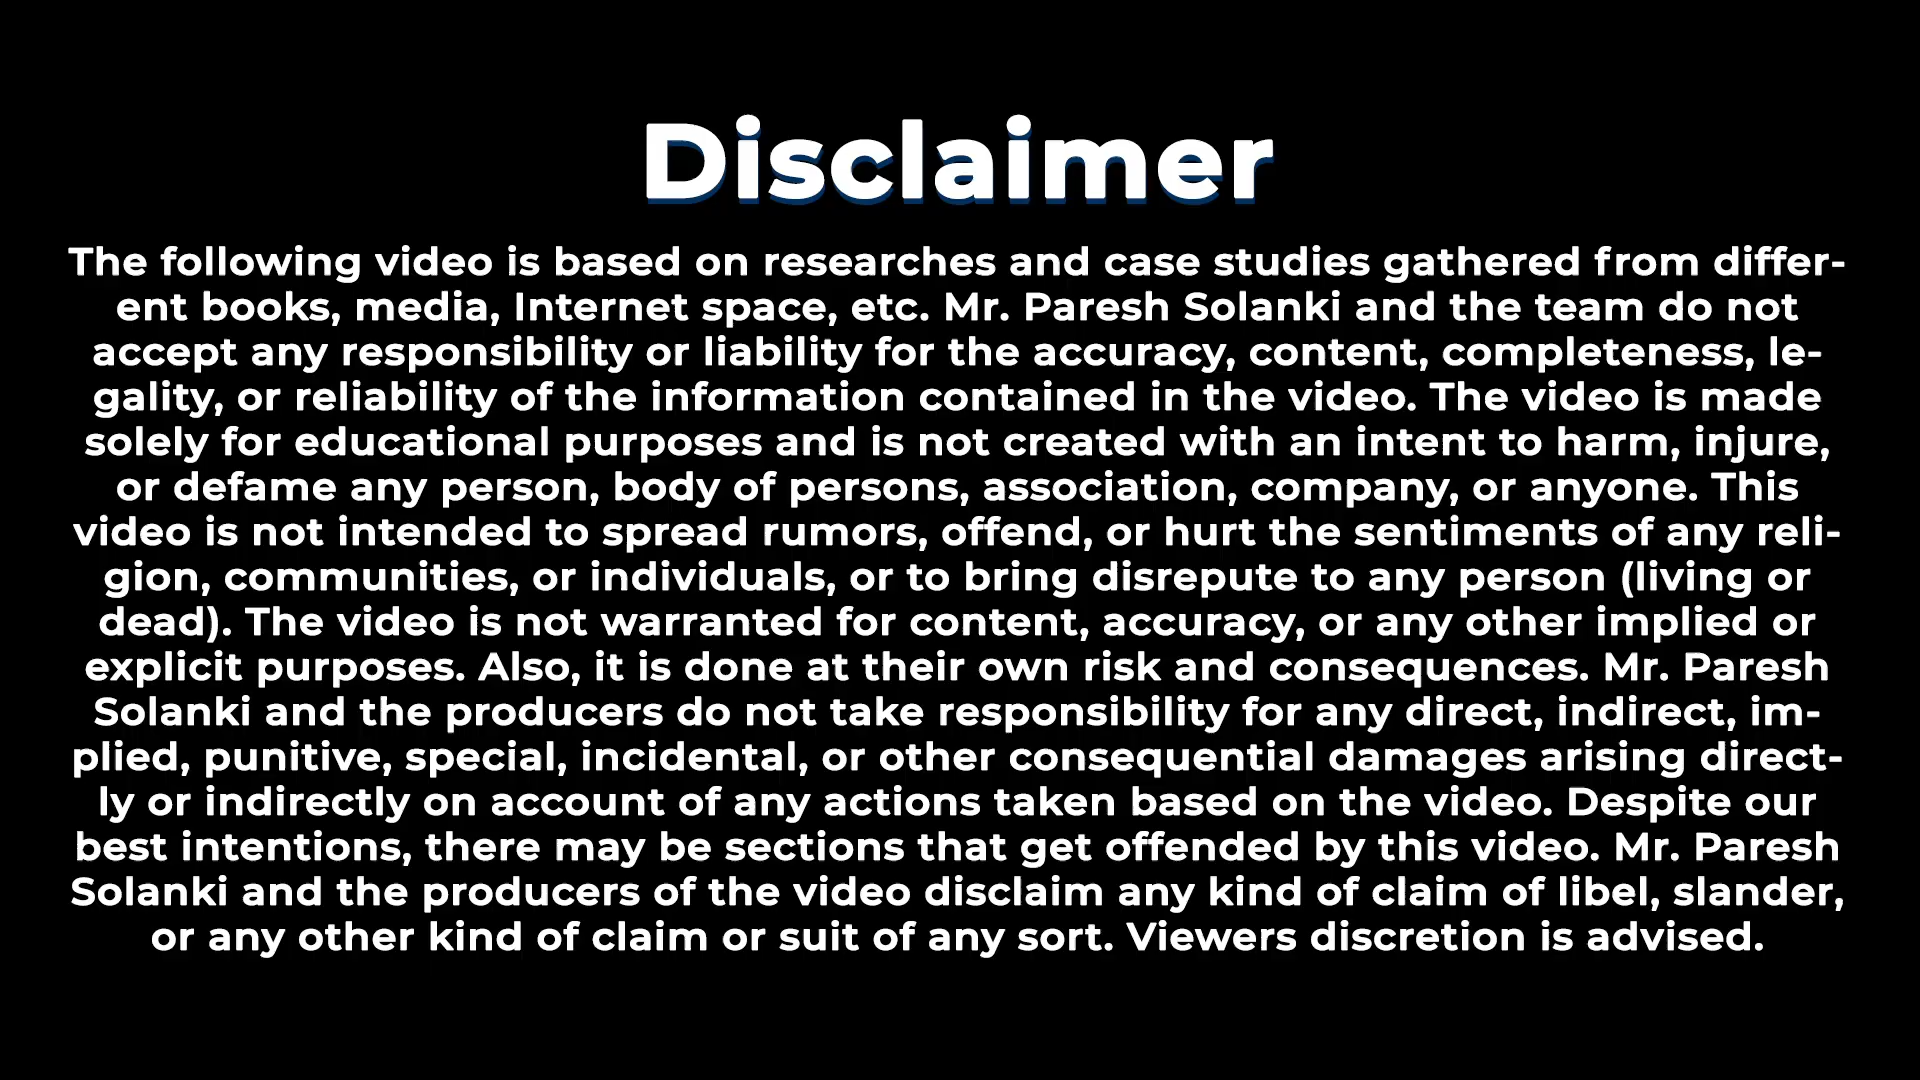 Disclaimer
The following video is based on researches and case studies gathered from differ-
ent books, media, Internet space, etc. Mr. Paresh Solanki and the team do not
accept any responsibility or liability for the accuracy, content, completeness, le-
gality, or reliability of the information contained in the video. The video is made
solely for educational purposes and is not created with an intent to harm, injure,
or defame any person, body of persons, association, company, or anyone. This
video is not intended to spread rumors, offend, or hurt the sentiments of any reli-
gion, communities, or individuals, or to bring disrepute to any person (living or
dead). The video is not warranted for content, accuracy, or any other implied or
explicit purposes. Also, it is done at their own risk and consequences. Mr. Paresh
Solanki and the producers do not take responsibility for any direct, indirect, im-
plied, punitive, special, incidental, or other consequential damages arising direct-
ly or indirectly on account of any actions taken based on the video. Despite our
best intentions, there may be sections that get offended by this video. Mr. Paresh
Solanki and the producers of the video disclaim any kind of claim of libel, slander,
or any other kind of claim or suit of any sort. Viewers discretion is advised.